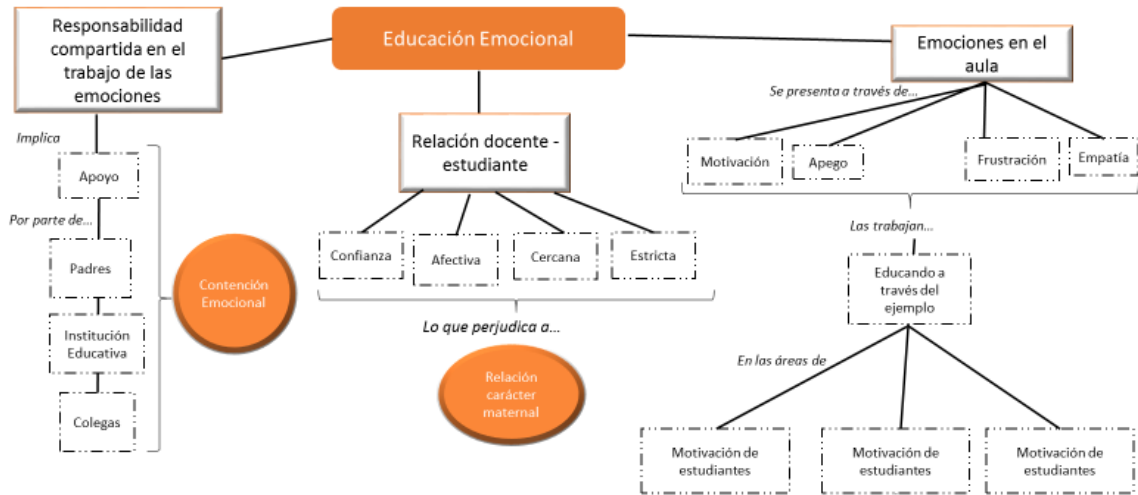 Educación Emocional
Responsabilidad
compartida en el
trabajo de las
emociones
Implica
Apoyo
Por parte de...
Padres
Institución
Educativa
Colegas
Contención
Emocional
Relación docente -
estudiante
Confianza
Afectiva
Cercana
Estricta
Lo que perjudica a...
Relación
carácter
maternal
Emociones en el
aula
Se presenta a través de...
Motivación
Apego
Frustración
Empatía
Las trabajan...
Educando a
través del
ejemplo
En las áreas de
Motivación de
estudiantes
Motivación de
estudiantes
Motivación de
estudiantes